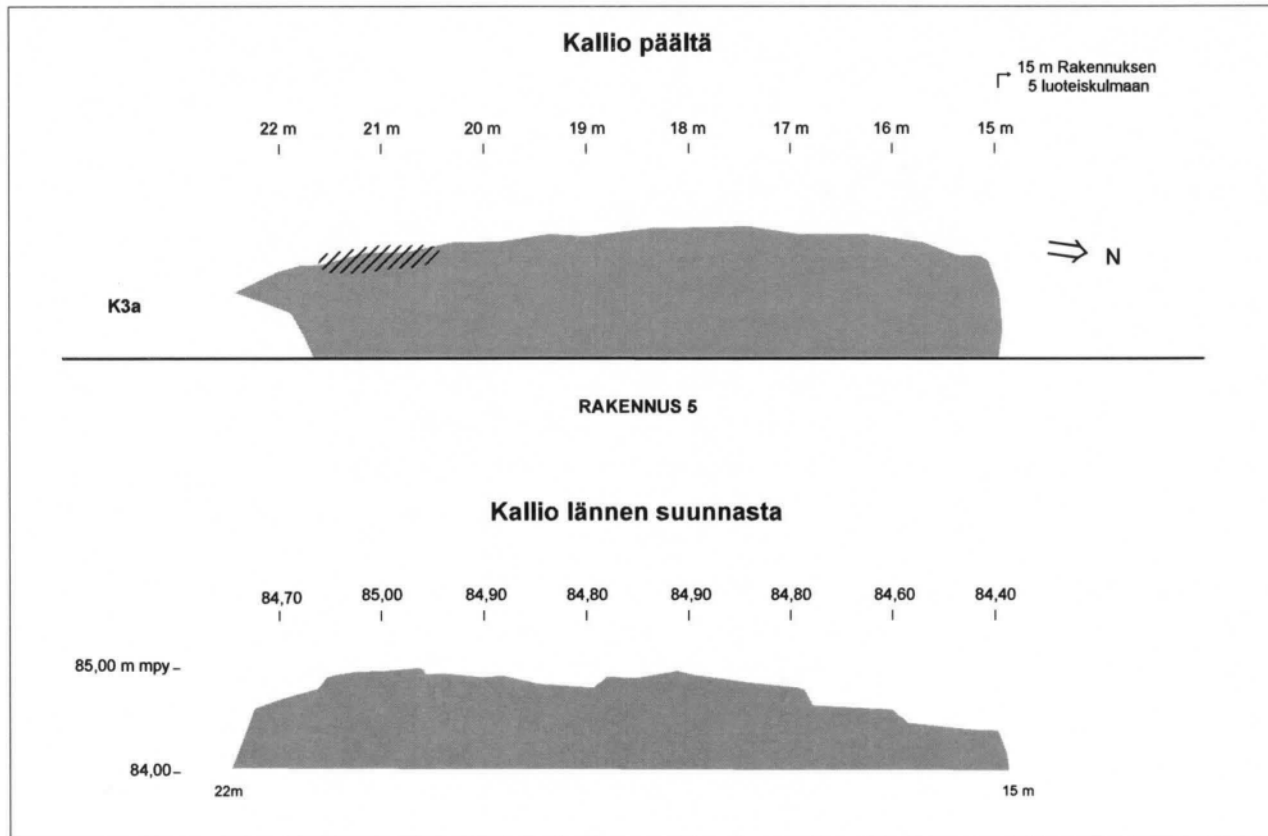 Kallio päältä
15 m Rakennuksen
5 luoteiskulmaan
22 m 21 m 20 m 19 m 18 m 17 m 16 m 15 m
N
K3a
RAKENNUS 5
Kallio lännen suunnasta
84,70 85,00 84,90 84,80 84,90 84,80 84,60 84,40
85,00 m mpy
84,00
22m 15 m